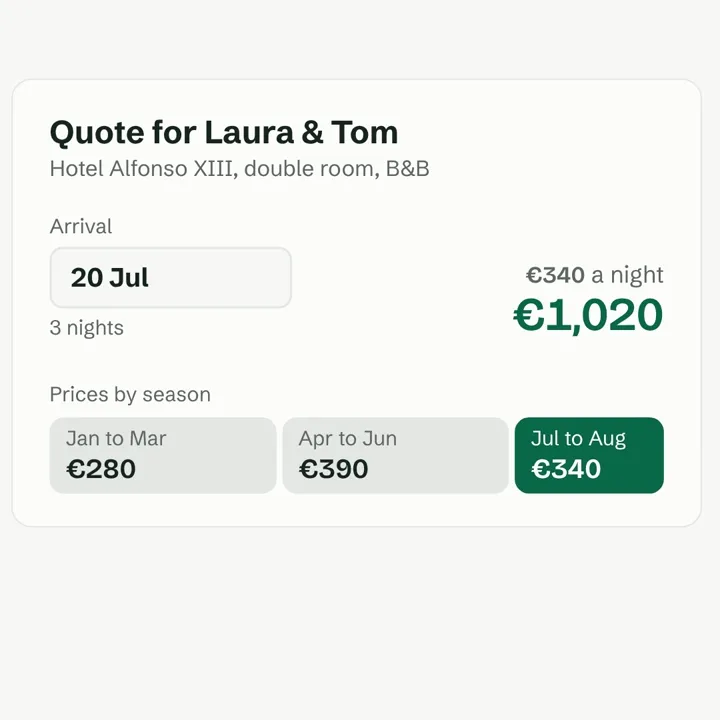 Quote for Laura & Tom
Hotel Alfonso XIII, double room, B&B
Arrival
20 Jul
3 nights
€340 a night
€1,020
Prices by season
Jan to Mar
€280
Apr to Jun
€390
Jul to Aug
€340